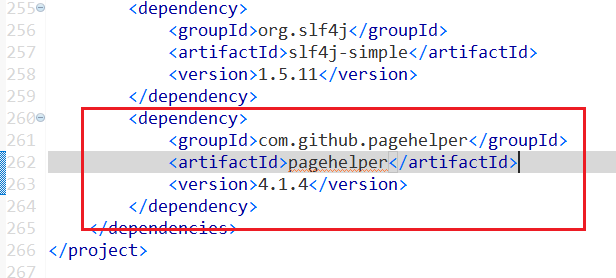 255 <dependency>
256 <groupId>org.slf4j</groupId>
257 <artifactId>slf4j-simple</artifactId>
258 <version>1.5.11</version>
259 </dependency>
260 <dependency>
261 <groupId>com.github.pagehelper</groupId>
262 <artifactId>pagehelper</artifactId>
263 <version>4.1.4</version>
264 </dependency>
265 </dependencies>
266 </project>